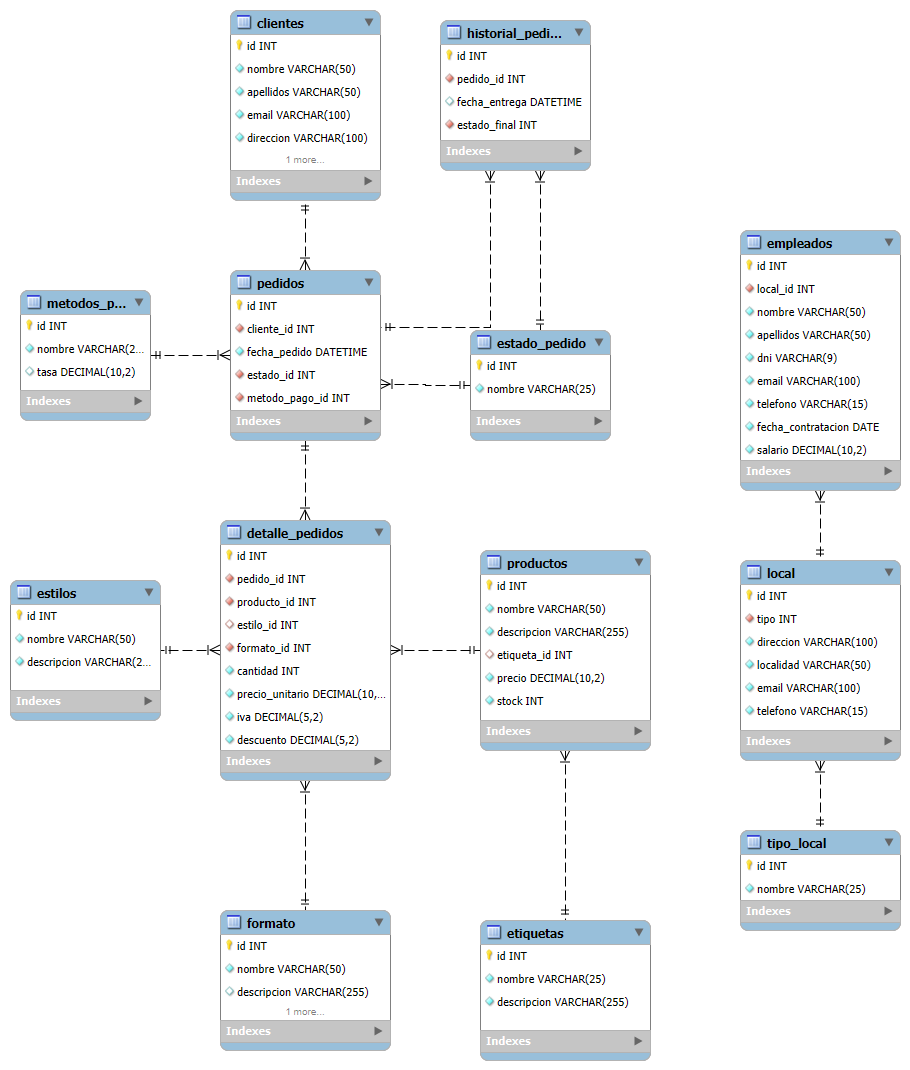 clientes
id INT
nombre VARCHAR(50)
apellidos VARCHAR(50)
email VARCHAR(100)
direccion VARCHAR(100)
1 more...
Indexes
historial_pedi...
id INT
pedido_id INT
fecha_entrega DATETIME
estado_final INT
Indexes
metodos_p...
id INT
nombre VARCHAR(2...
tasa DECIMAL(10,2)
Indexes
pedidos
id INT
cliente_id INT
fecha_pedido DATETIME
estado_id INT
metodo_pago_id INT
Indexes
estado_pedido
id INT
nombre VARCHAR(25)
Indexes
empleados
id INT
local_id INT
nombre VARCHAR(50)
apellidos VARCHAR(50)
dni VARCHAR(9)
email VARCHAR(100)
telefono VARCHAR(15)
fecha_contratacion DATE
salario DECIMAL(10,2)
Indexes
estilos
id INT
nombre VARCHAR(50)
descripcion VARCHAR(2...
Indexes
detalle_pedidos
id INT
pedido_id INT
producto_id INT
estilo_id INT
formato_id INT
cantidad INT
precio_unitario DECIMAL(10,...
iva DECIMAL(5,2)
descuento DECIMAL(5,2)
Indexes
productos
id INT
nombre VARCHAR(50)
descripcion VARCHAR(255)
etiqueta_id INT
precio DECIMAL(10,2)
stock INT
Indexes
local
id INT
tipo INT
direccion VARCHAR(100)
localidad VARCHAR(50)
email VARCHAR(100)
telefono VARCHAR(15)
Indexes
tipo_local
id INT
nombre VARCHAR(25)
Indexes
formato
id INT
nombre VARCHAR(50)
descripcion VARCHAR(255)
1 more...
Indexes
etiquetas
id INT
nombre VARCHAR(25)
descripcion VARCHAR(255)
Indexes